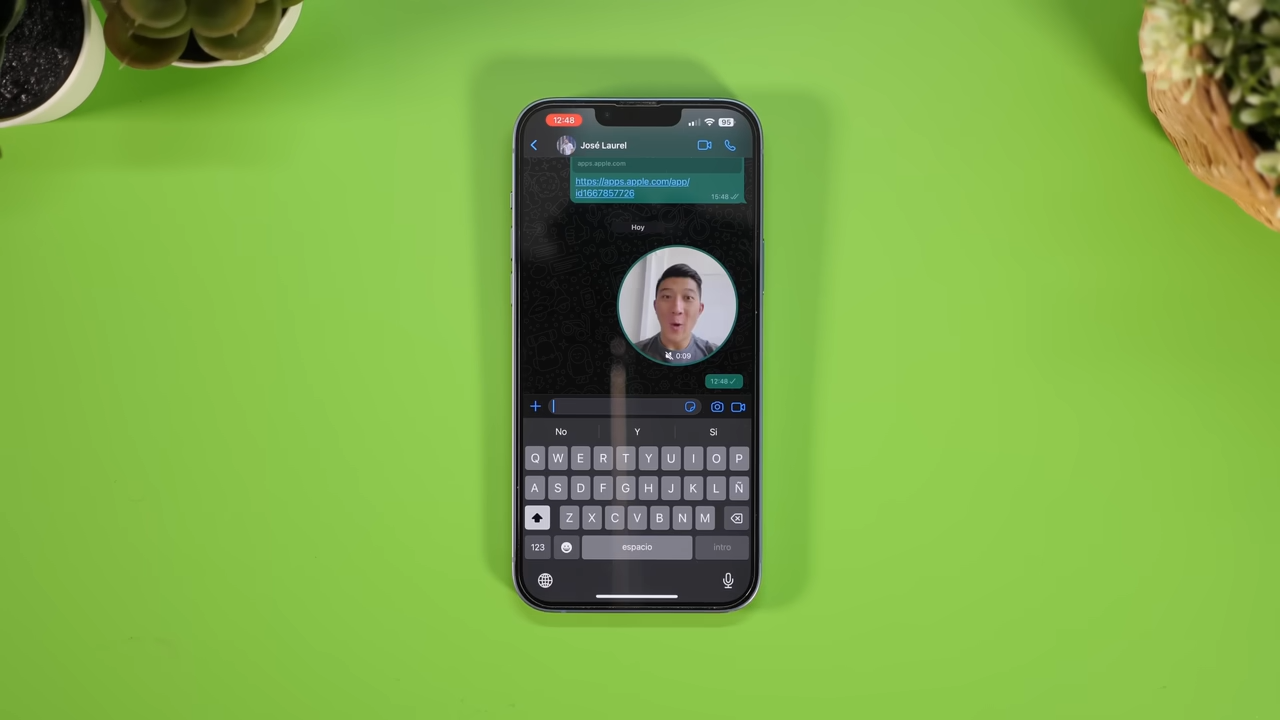 12:48
95
José Laurel
apps.apple.com
https://apps.apple.com/app/
id1667857726
15:48
Hoy
0:09
12:48
No Y Si
Q W E R T Y U I O P
A S D F G H J K L Ñ
Z X C V B N M
123 espacio intro